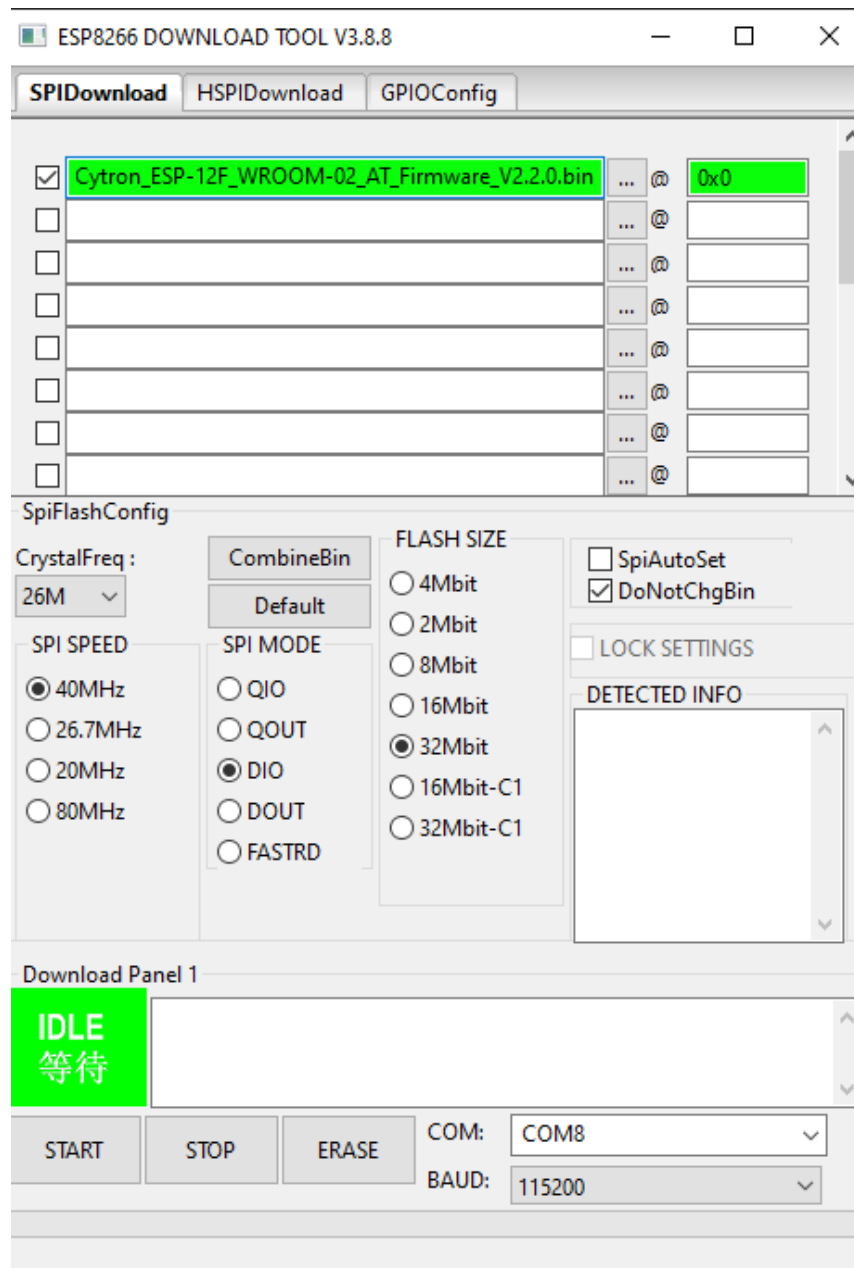 ESP8266 DOWNLOAD TOOL V3.8.8
SPIDownload HSPIDownload GPIOConfig
Cytron_ESP-12F_WROOM-02_AT_Firmware_V2.2.0.bin ... @ 0x0
... @
... @
... @
... @
... @
... @
... @
SpiFlashConfig
CrystalFreq :
26M
CombineBin
Default
SPI SPEED
40MHz
26.7MHz
20MHz
80MHz
SPI MODE
QIO
QOUT
DIO
DOUT
FASTRD
FLASH SIZE
4Mbit
2Mbit
8Mbit
16Mbit
32Mbit
16Mbit-C1
32Mbit-C1
SpiAutoSet
DoNotChgBin
LOCK SETTINGS
DETECTED INFO
Download Panel 1
IDLE
等待
START STOP ERASE
COM: COM8
BAUD: 115200